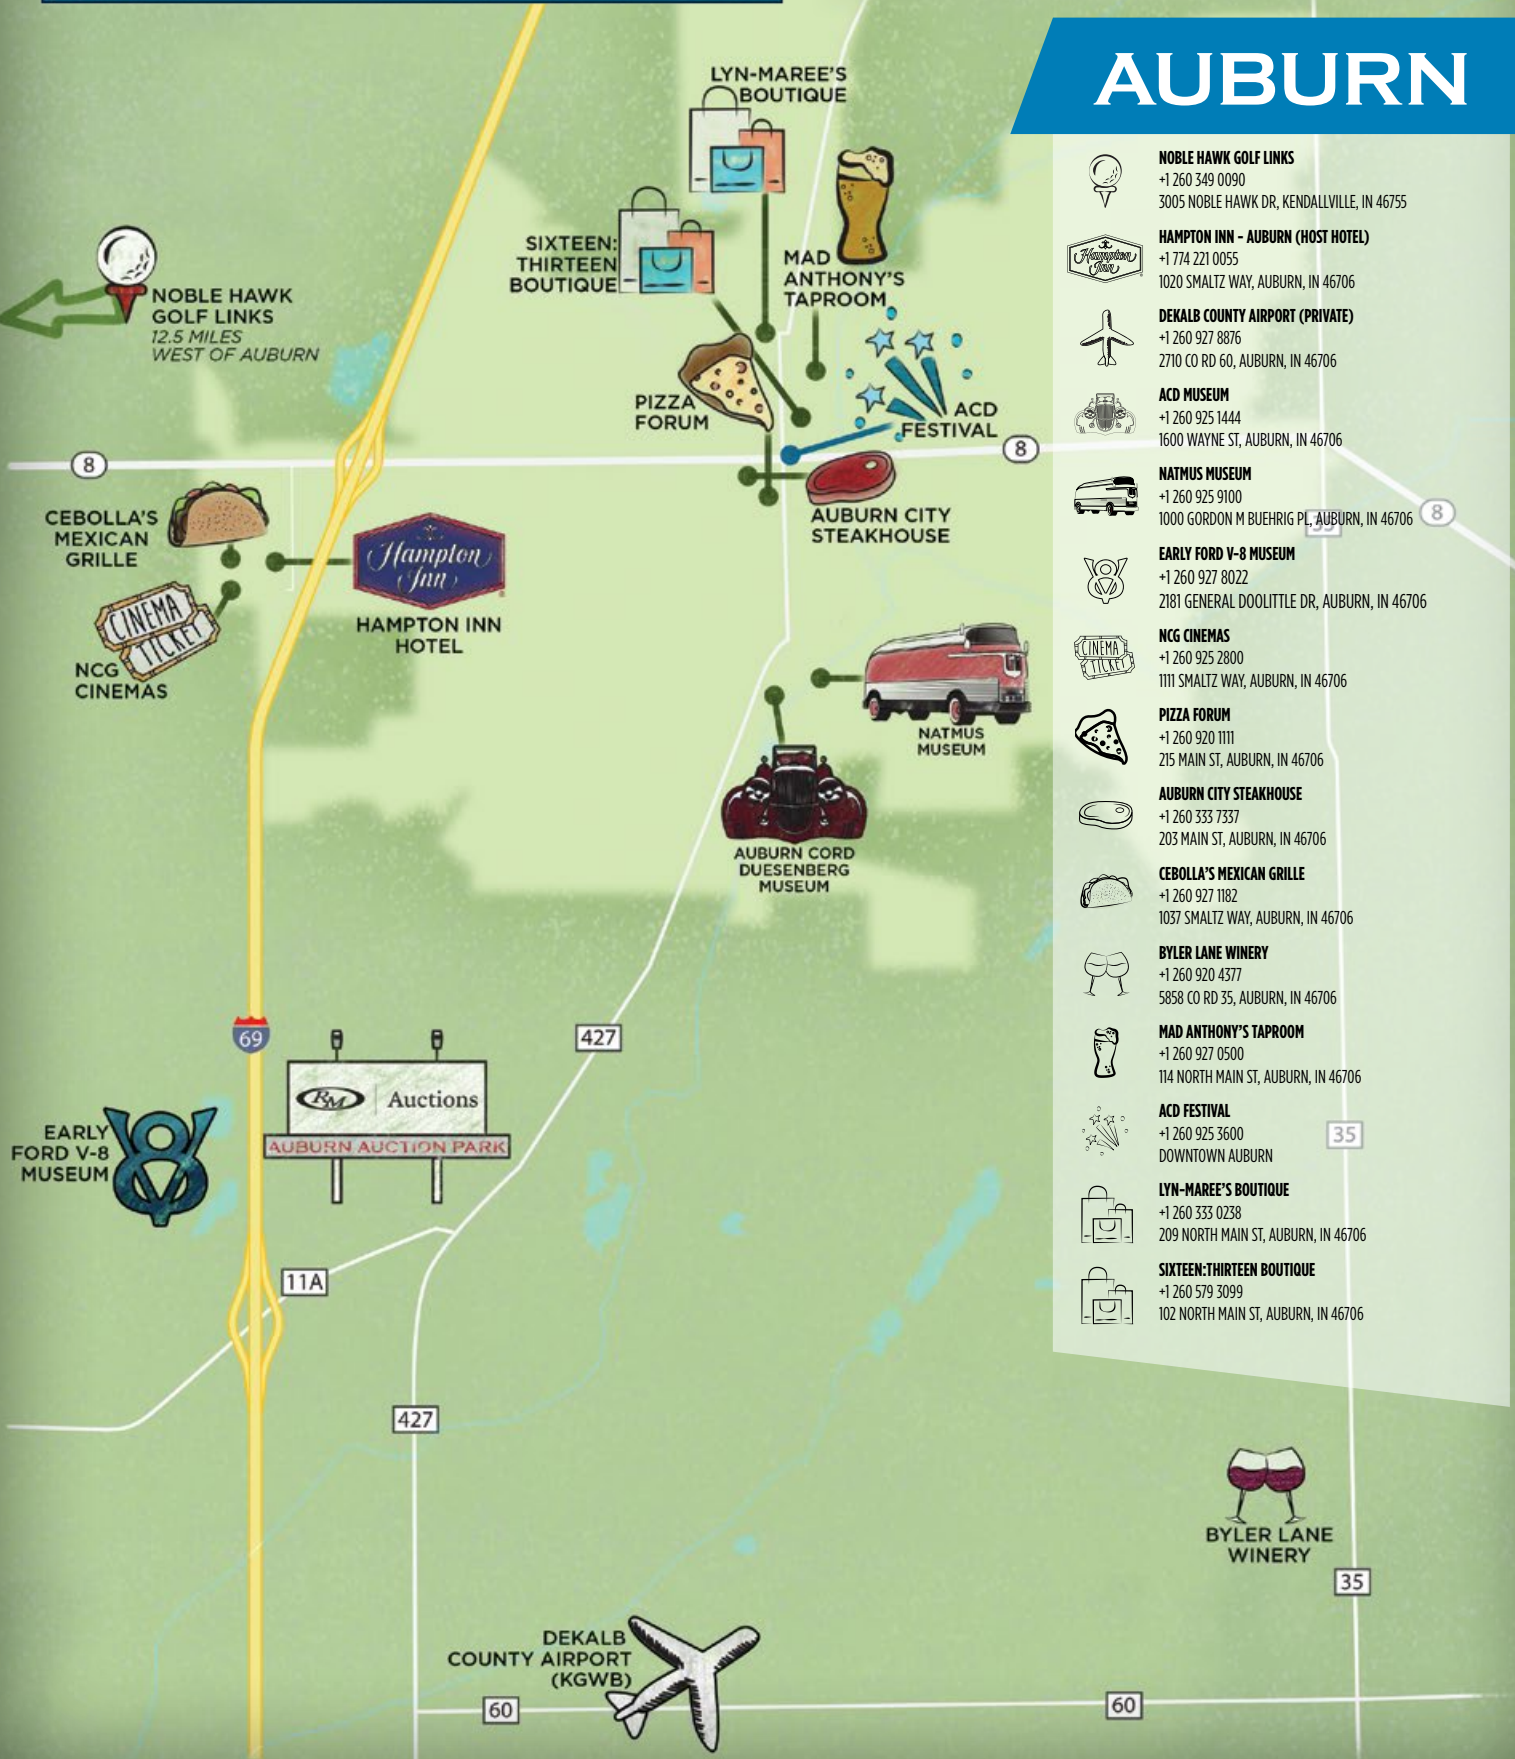 AUBURN
LYN-MAREE'S
BOUTIQUE
SIXTEEN:
THIRTEEN
BOUTIQUE
MAD
ANTHONY'S
TAPROOM
NOBLE HAWK
GOLF LINKS
12.5 MILES
WEST OF AUBURN
PIZZA
FORUM
ACD
FESTIVAL
8
8
8
CEBOLLA'S
MEXICAN
GRILLE
AUBURN CITY
STEAKHOUSE
Hampton
Inn
HAMPTON INN
HOTEL
CINEMA
TICKET
NCG
CINEMAS
NATMUS
MUSEUM
AUBURN CORD
DUESENBERG
MUSEUM
69
427
RM Auctions
AUBURN AUCTION PARK
EARLY
FORD V-8
MUSEUM
11A
427
BYLER LANE
WINERY
35
DEKALB
COUNTY AIRPORT
(KGWB)
60
60
NOBLE HAWK GOLF LINKS
+1 260 349 0090
3005 NOBLE HAWK DR, KENDALLVILLE, IN 46755
Hampton
Inn
HAMPTON INN - AUBURN (HOST HOTEL)
+1 774 221 0055
1020 SMALTZ WAY, AUBURN, IN 46706
DEKALB COUNTY AIRPORT (PRIVATE)
+1 260 927 8876
2710 CO RD 60, AUBURN, IN 46706
ACD MUSEUM
+1 260 925 1444
1600 WAYNE ST, AUBURN, IN 46706
NATMUS MUSEUM
+1 260 925 9100
1000 GORDON M BUEHRIG PL, AUBURN, IN 46706
35
EARLY FORD V-8 MUSEUM
+1 260 927 8022
2181 GENERAL DOOLITTLE DR, AUBURN, IN 46706
CINEMA
TICKET
NCG CINEMAS
+1 260 925 2800
1111 SMALTZ WAY, AUBURN, IN 46706
PIZZA FORUM
+1 260 920 1111
215 MAIN ST, AUBURN, IN 46706
AUBURN CITY STEAKHOUSE
+1 260 333 7337
203 MAIN ST, AUBURN, IN 46706
CEBOLLA'S MEXICAN GRILLE
+1 260 927 1182
1037 SMALTZ WAY, AUBURN, IN 46706
BYLER LANE WINERY
+1 260 920 4377
5858 CO RD 35, AUBURN, IN 46706
MAD ANTHONY'S TAPROOM
+1 260 927 0500
114 NORTH MAIN ST, AUBURN, IN 46706
ACD FESTIVAL
+1 260 925 3600
DOWNTOWN AUBURN
35
LYN-MAREE'S BOUTIQUE
+1 260 333 0238
209 NORTH MAIN ST, AUBURN, IN 46706
SIXTEEN:THIRTEEN BOUTIQUE
+1 260 579 3099
102 NORTH MAIN ST, AUBURN, IN 46706